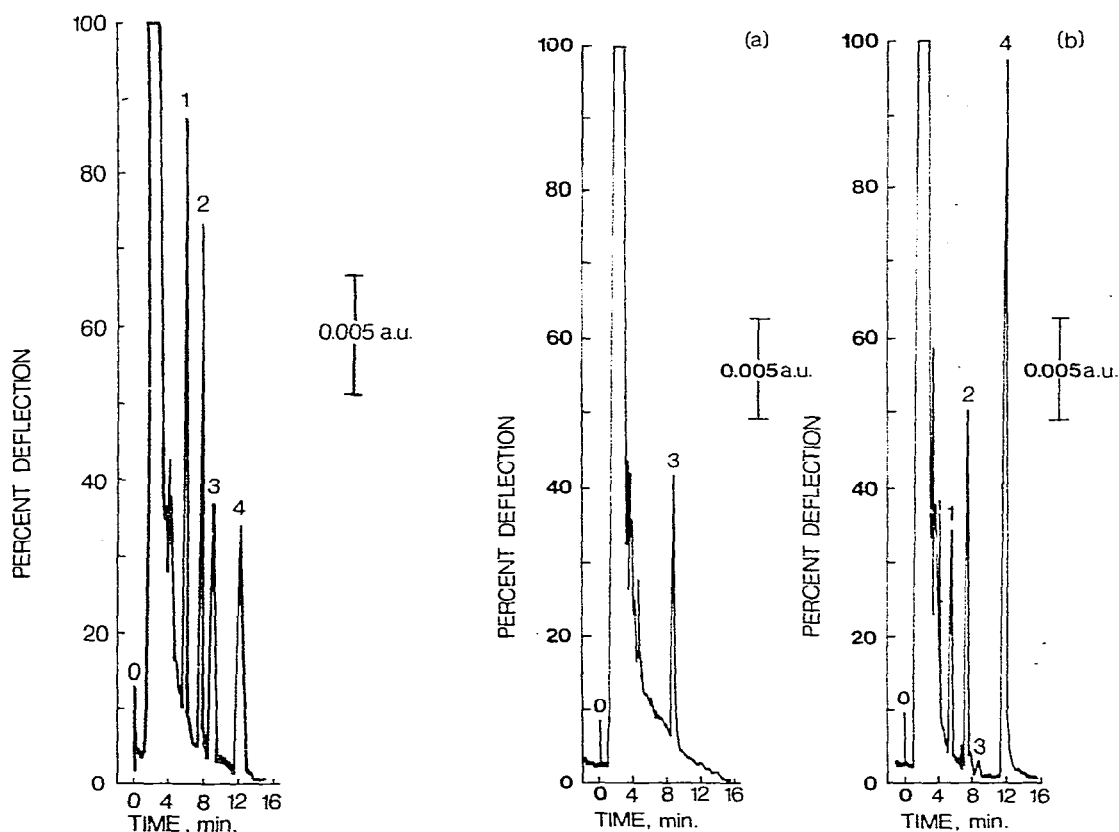 100
80
60
40
20
0
PERCENT DEFLECTION
0
1
2
3
4
0.005 a.u.
0 4 8 12 16
TIME, min.
(a)
100
80
60
40
20
0
PERCENT DEFLECTION
0
3
0.005 a.u.
0 4 8 12 16
TIME, min.
(b)
100
80
60
40
20
0
PERCENT DEFLECTION
0
1
2
3
4
0.005 a.u.
0 4 8 12 16
TIME, min.